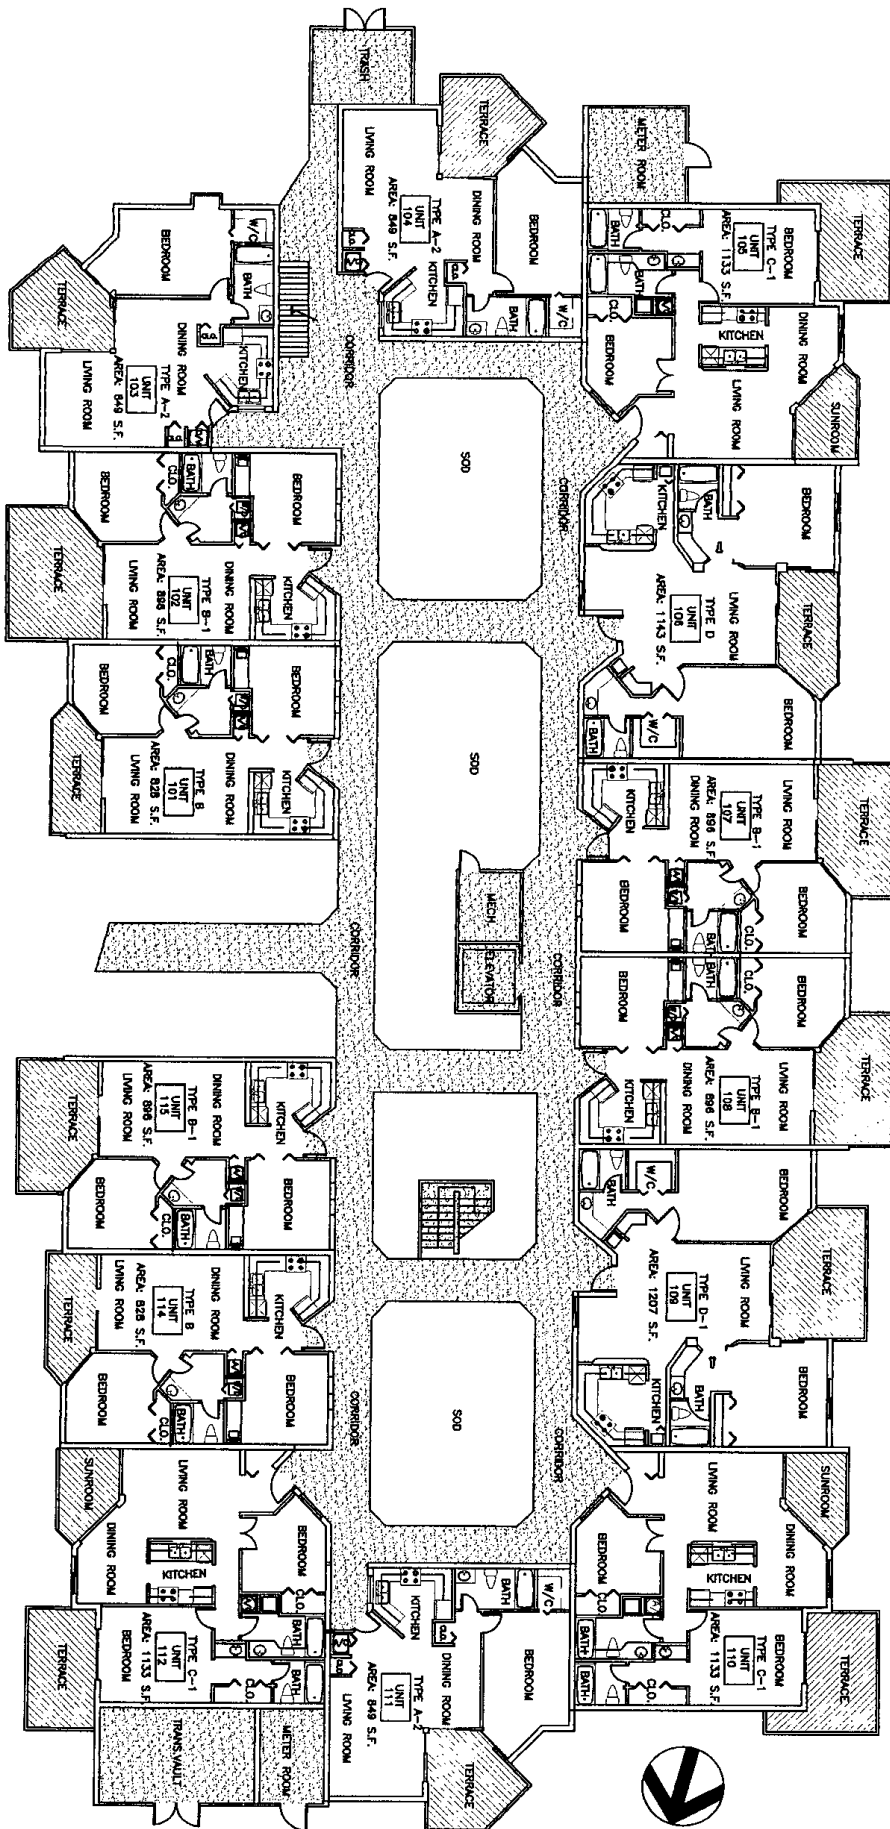 TRASH
TERRACE
METER ROOM
LIVING ROOM
AREA: 849 S.F.
UNIT
104
TYPE A-2
DINING ROOM
BEDROOM
CLO.
KITCHEN
CLO.
BATH
W/C
TERRACE
BEDROOM
TYPE C-1
UNIT
105
AREA: 1133 S.F.
CLO.
BATH
BATH
CLO.
BEDROOM
KITCHEN
DINING ROOM
LIVING ROOM
SUNROOM
BEDROOM
W/C
BATH
TERRACE
DINING ROOM
TYPE A-2
UNIT
103
AREA: 849 S.F.
LIVING ROOM
CLO.
KITCHEN
CORRIDOR
SOD
CORRIDOR
BEDROOM
CLO.
BATH
BEDROOM
TERRACE
LIVING ROOM
AREA: 896 S.F.
UNIT
102
TYPE B-1
DINING ROOM
KITCHEN
KITCHEN
BATH
BEDROOM
LIVING ROOM
TYPE D
UNIT
106
AREA: 1143 S.F.
TERRACE
W/C
BATH
BEDROOM
BEDROOM
CLO.
BATH
BEDROOM
TERRACE
LIVING ROOM
AREA: 828 S.F.
UNIT
101
TYPE B
DINING ROOM
KITCHEN
SOD
KITCHEN
DINING ROOM
AREA: 896 S.F.
UNIT
107
TYPE B-1
LIVING ROOM
TERRACE
BEDROOM
BATH
CLO.
BEDROOM
MECH.
ELEVATOR
CORRIDOR
CORRIDOR
BEDROOM
BATH
CLO.
BEDROOM
KITCHEN
DINING ROOM
AREA: 896 S.F.
UNIT
108
TYPE B-1
LIVING ROOM
TERRACE
TERRACE
LIVING ROOM
AREA: 896 S.F.
UNIT
115
TYPE B-1
DINING ROOM
KITCHEN
BEDROOM
CLO.
BATH
BEDROOM
BATH
W/C
BEDROOM
AREA: 1207 S.F.
UNIT
109
TYPE D-1
LIVING ROOM
TERRACE
KITCHEN
BATH
BEDROOM
TERRACE
LIVING ROOM
AREA: 828 S.F.
UNIT
114
TYPE B
DINING ROOM
KITCHEN
BEDROOM
CLO.
BATH
BEDROOM
CORRIDOR
SOD
CORRIDOR
SUNROOM
LIVING ROOM
DINING ROOM
KITCHEN
BEDROOM
CLO.
BATH
BATH
CLO.
TERRACE
BEDROOM
AREA: 1133 S.F.
UNIT
112
TYPE C-1
TRANS.VAULT
METER ROOM
KITCHEN
BATH
W/C
CLO.
CLO.
LIVING ROOM
AREA: 849 S.F.
UNIT
111
TYPE A-2
DINING ROOM
BEDROOM
TERRACE
LIVING ROOM
SUNROOM
DINING ROOM
KITCHEN
BEDROOM
CLO.
BATH
BATH
CLO.
AREA: 1133 S.F.
UNIT
110
TYPE C-1
BEDROOM
TERRACE